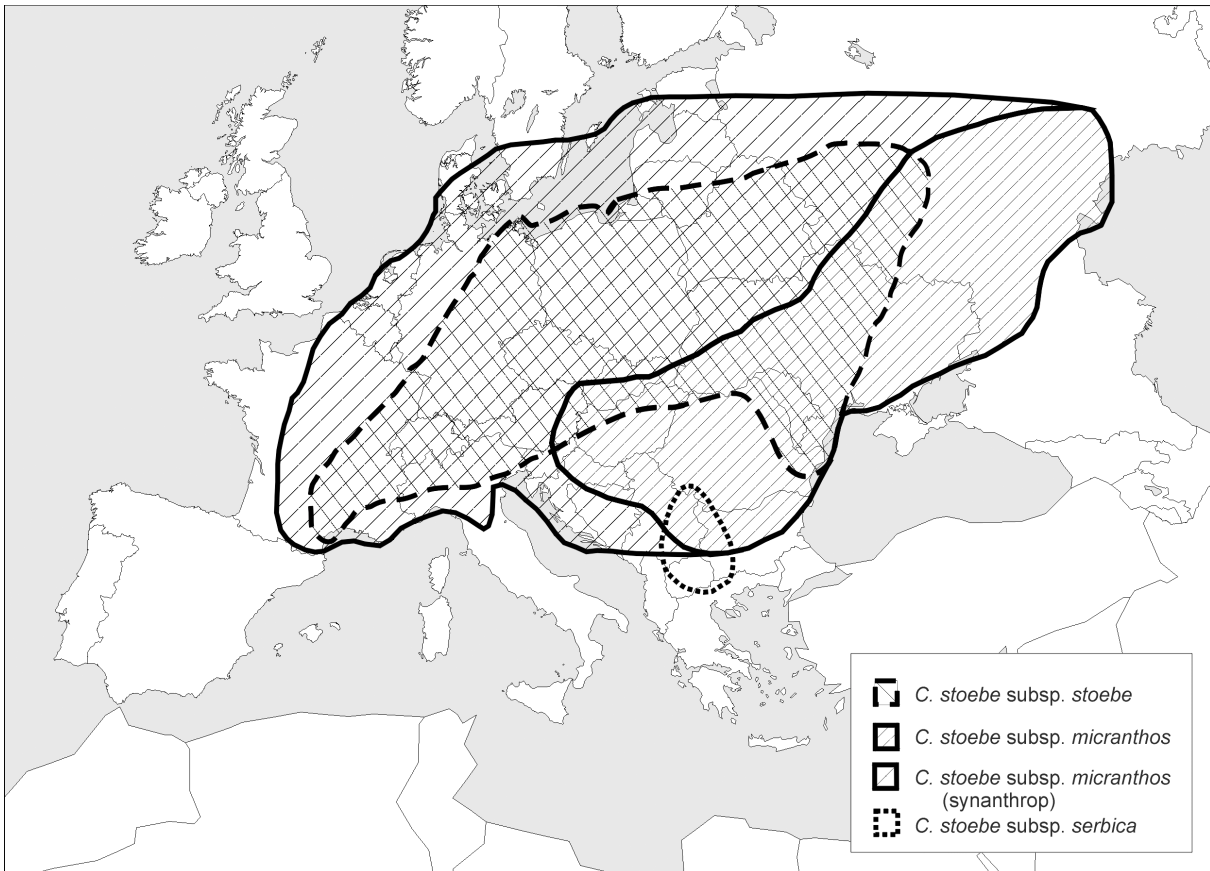 C. stoebe subsp. stoebe
C. stoebe subsp. micranthos
C. stoebe subsp. micranthos
(synanthrop)
C. stoebe subsp. serbica